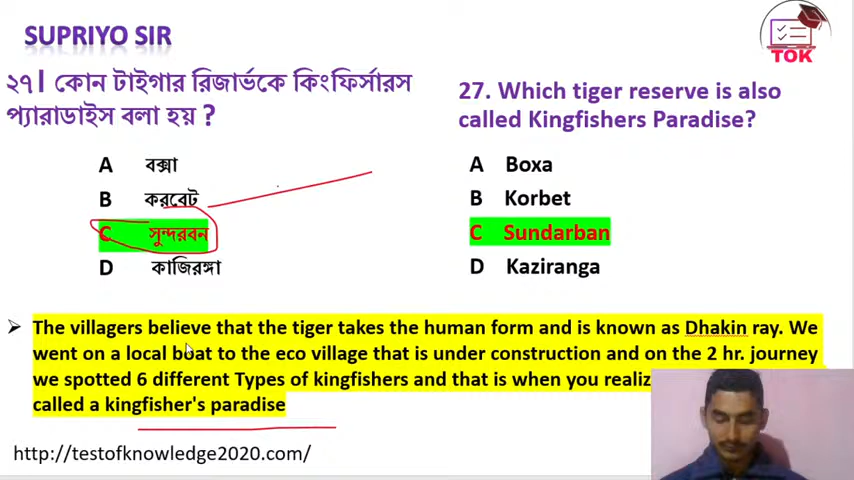 SUPRIYO SIR
TOK
২৭। কোন টাইগার রিজার্ভকে কিংফির্সারস
প্যারাডাইস বলা হয় ?
A বক্সা
B করবেট
C সুন্দরবন
D কাজিরঙ্গা
27. Which tiger reserve is also
called Kingfishers Paradise?
A Boxa
B Korbet
C Sundarban
D Kaziranga
The villagers believe that the tiger takes the human form and is known as Dhakin ray. We
went on a local boat to the eco village that is under construction and on the 2 hr. journey
we spotted 6 different Types of kingfishers and that is when you
called a kingfisher's paradise
http://testofknowledge2020.com/